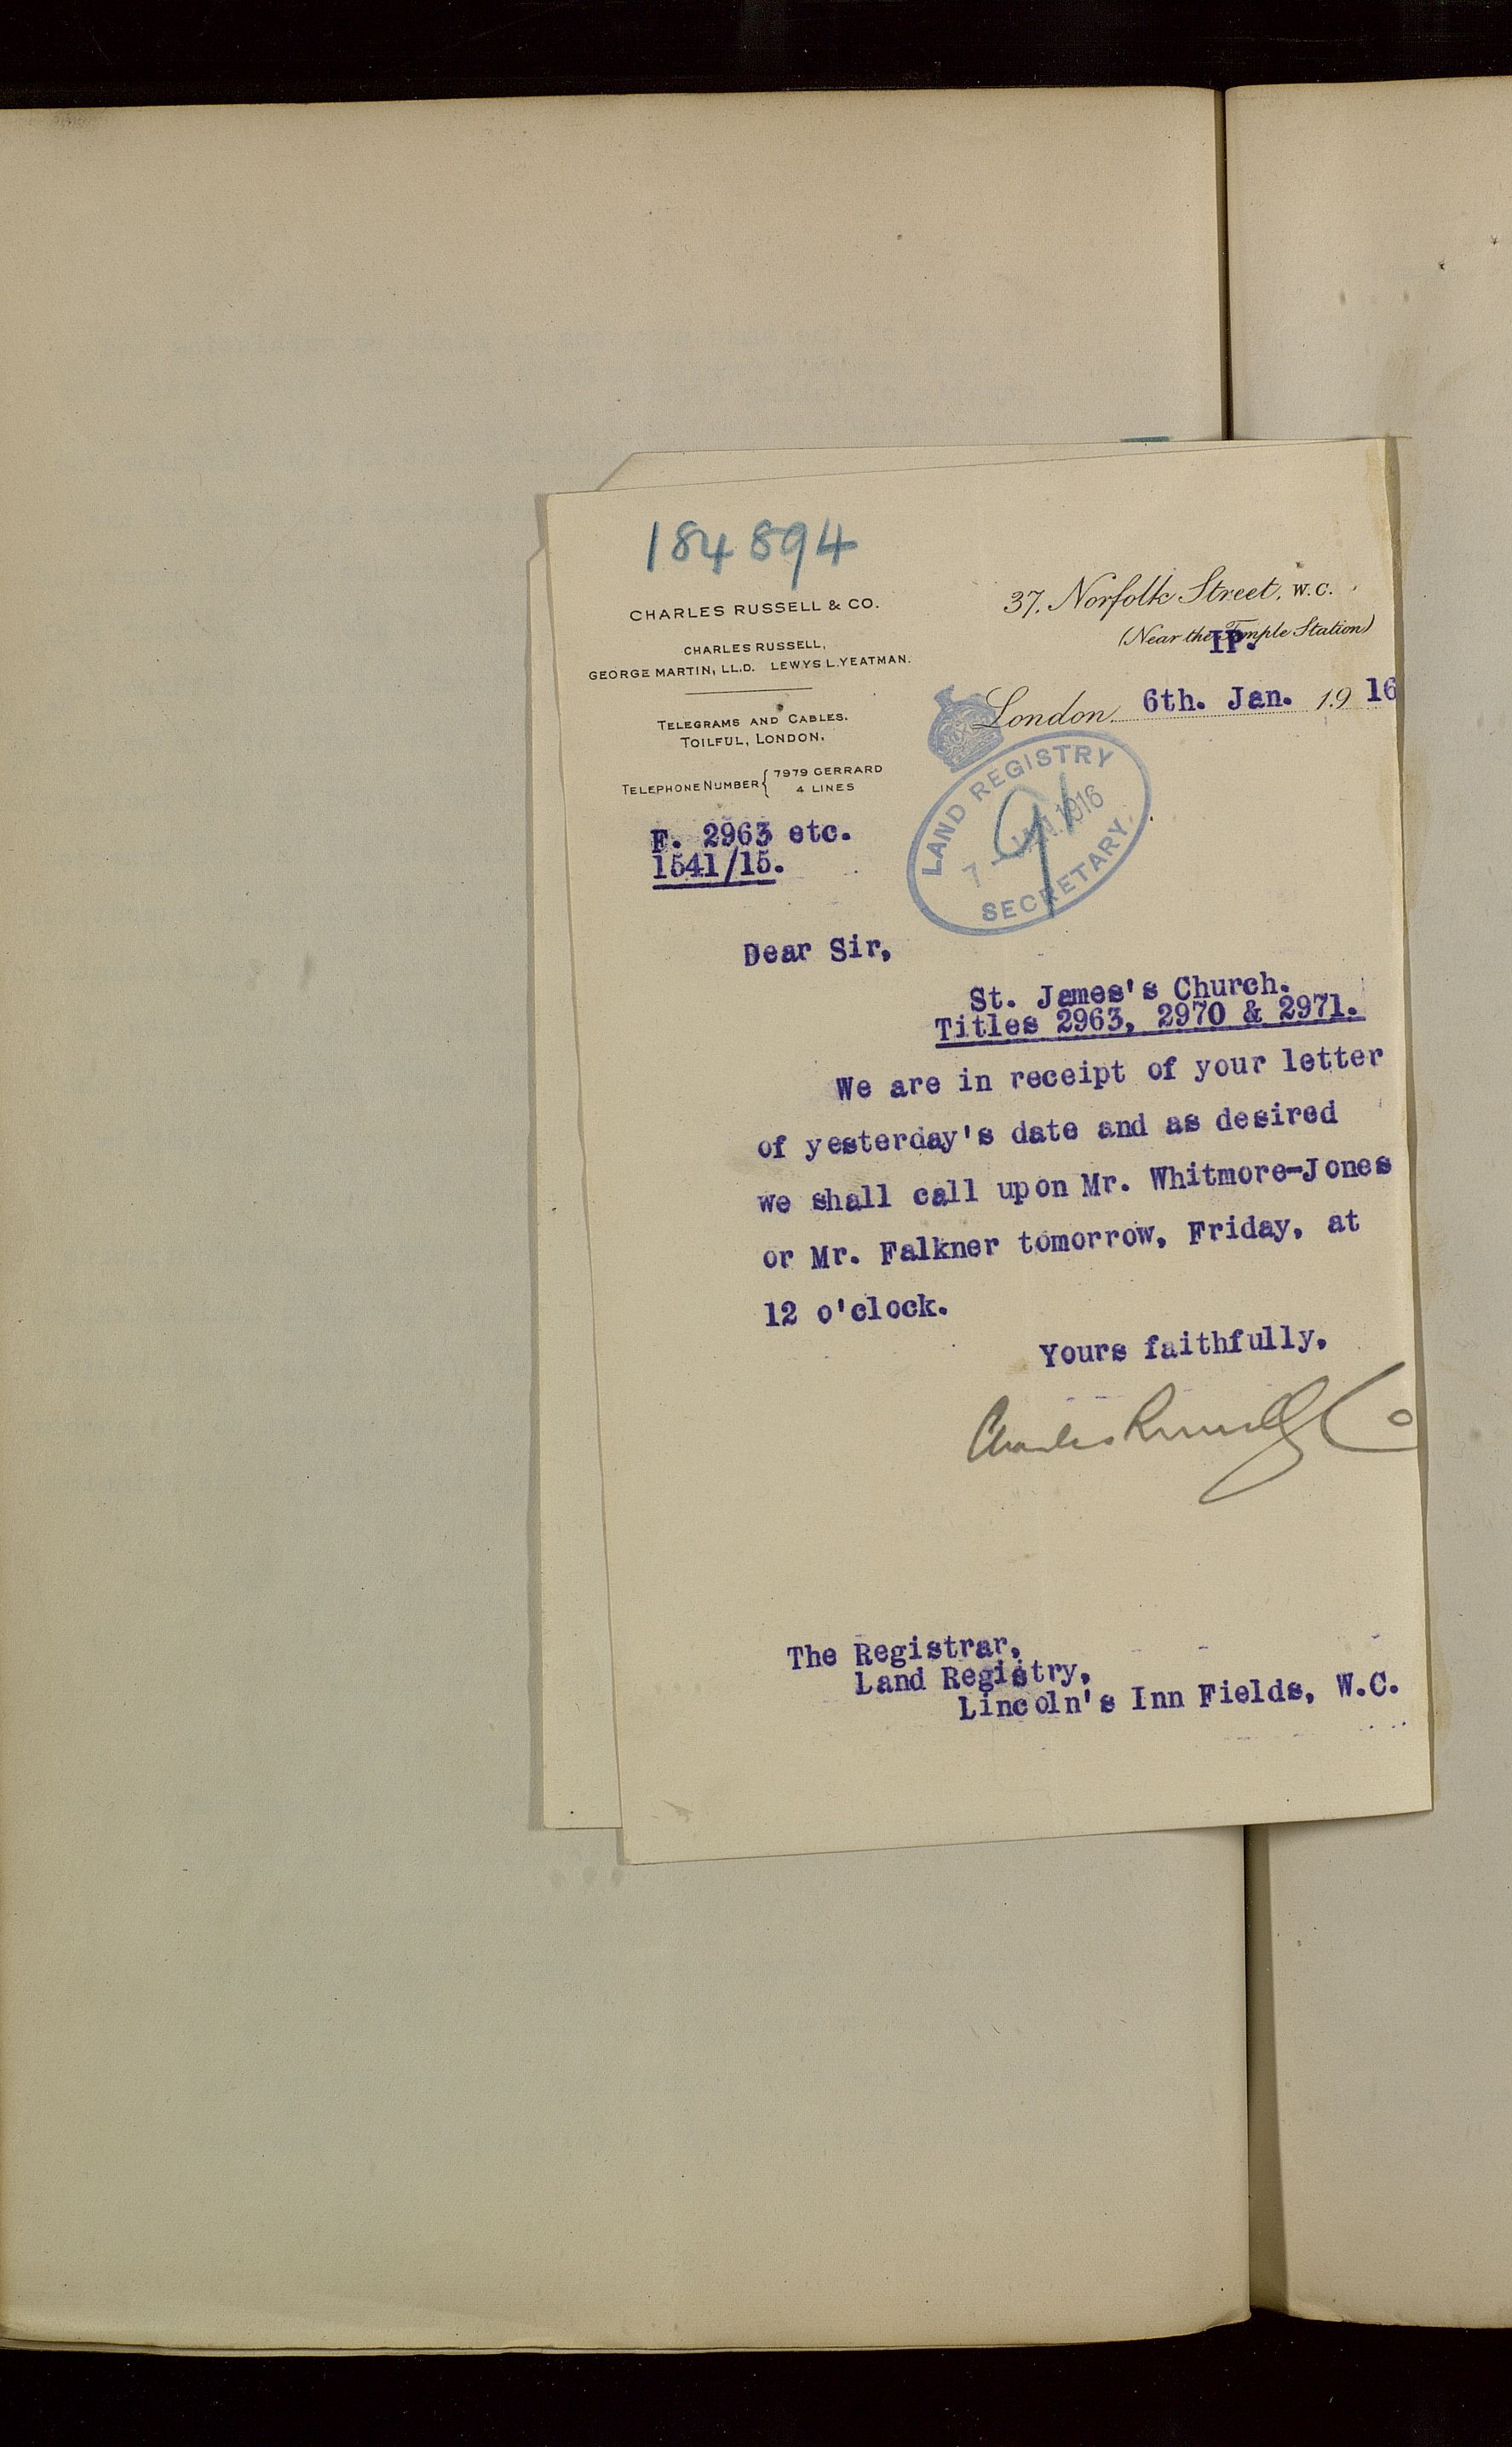 184894
CHARLES RUSSELL & CO.
CHARLES RUSSELL,
GEORGE MARTIN, LL.D. LEWYS L. YEATMAN.
TELEGRAMS AND CABLES.
TOILFUL, LONDON.
TELEPHONE NUMBER { 7979 GERRARD
4 LINES
37, Norfolk Street, W.C.
(Near the Temple Station)
IP.
London 6th. Jan. 1916
LAND REGISTRY
7 - JAN. 1916
SECRETARY
91
F. 2963 etc.
1541/15.
Dear Sir,
St. James's Church.
Titles 2963, 2970 & 2971.
We are in receipt of your letter
of yesterday's date and as desired
we shall call upon Mr. Whitmore-Jones
or Mr. Falkner tomorrow, Friday, at
12 o'clock.
Yours faithfully,
Charles Russell & Co
The Registrar,
Land Registry,
Lincoln's Inn Fields, W.C.